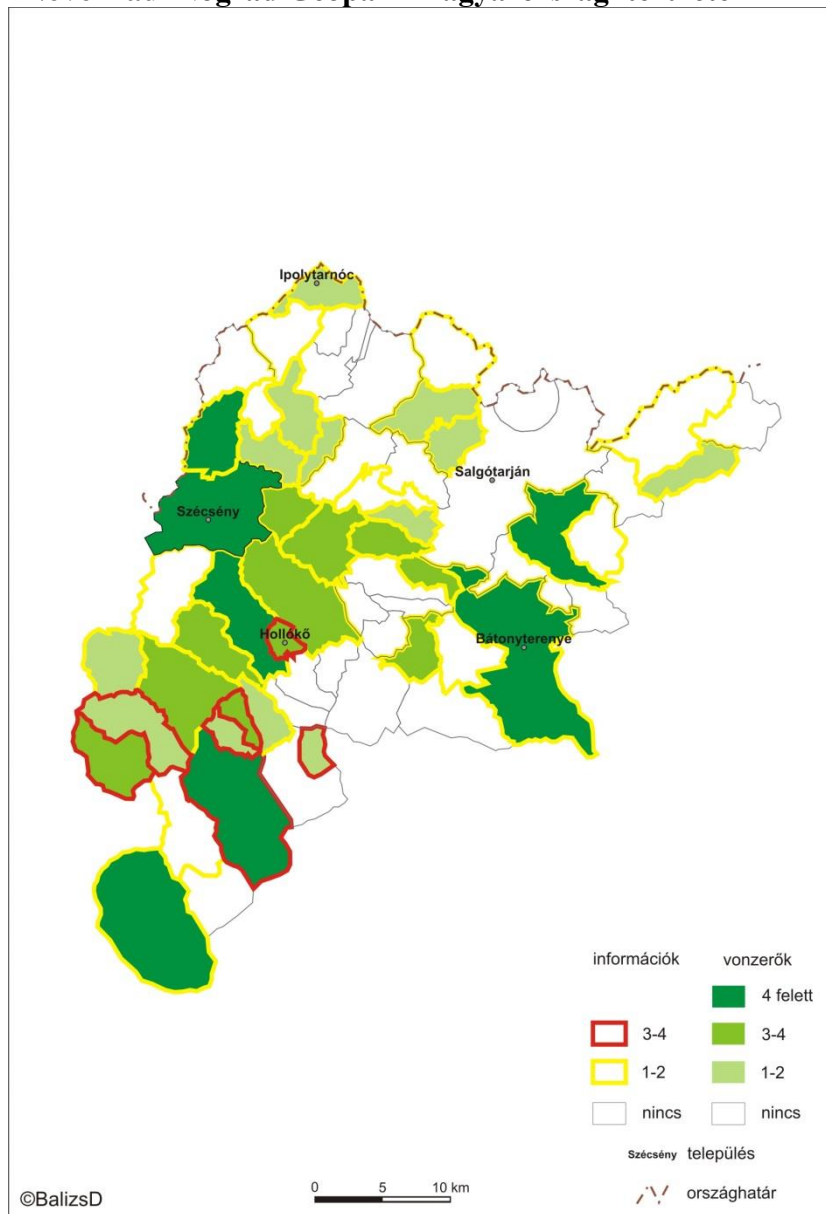 Ipolytarnóc
Salgótarján
Szécsény
Hollókő
Bátonyterenye
információk vonzerők
4 felett
3-4 3-4
1-2 1-2
nincs nincs
Szécsény település
országhatár
0 5 10 km
©BalizsD